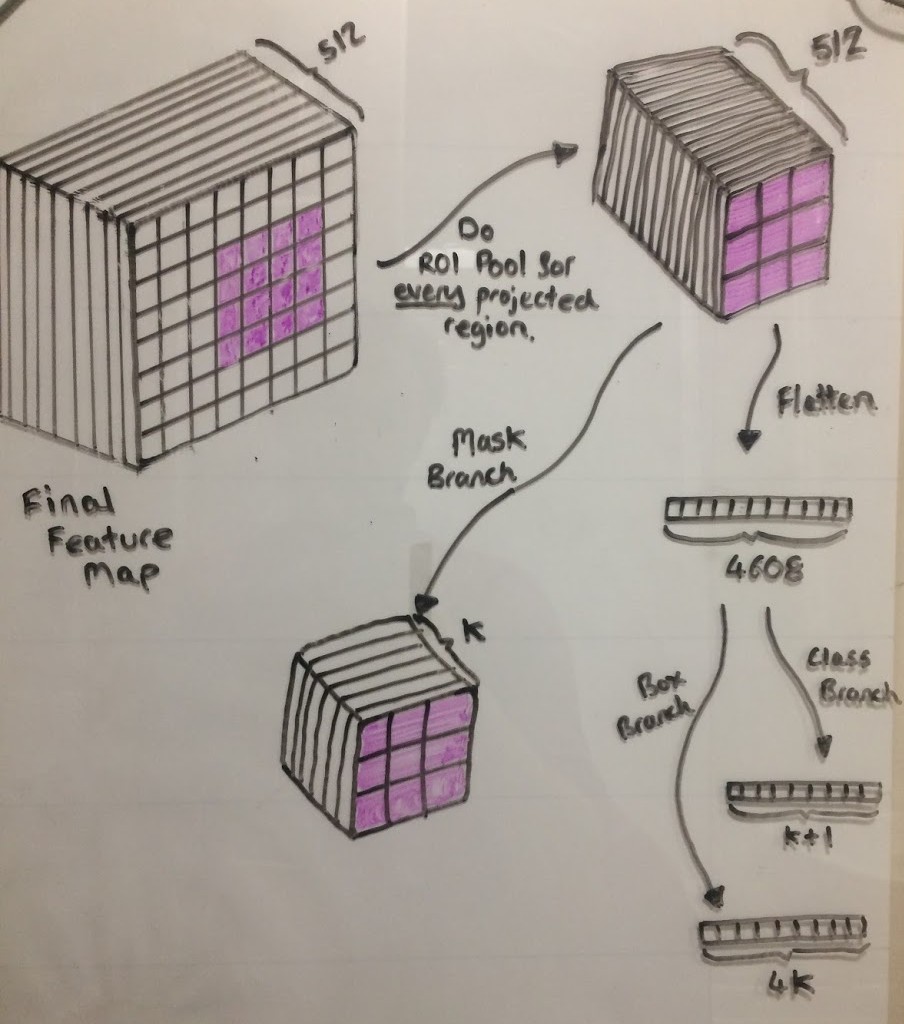 512
512
Do
ROI Pool for
every projected
region.
Flatten
Mask
Branch
Final
Feature
Map
4608
K
Class
Branch
Box
Branch
K+1
4K